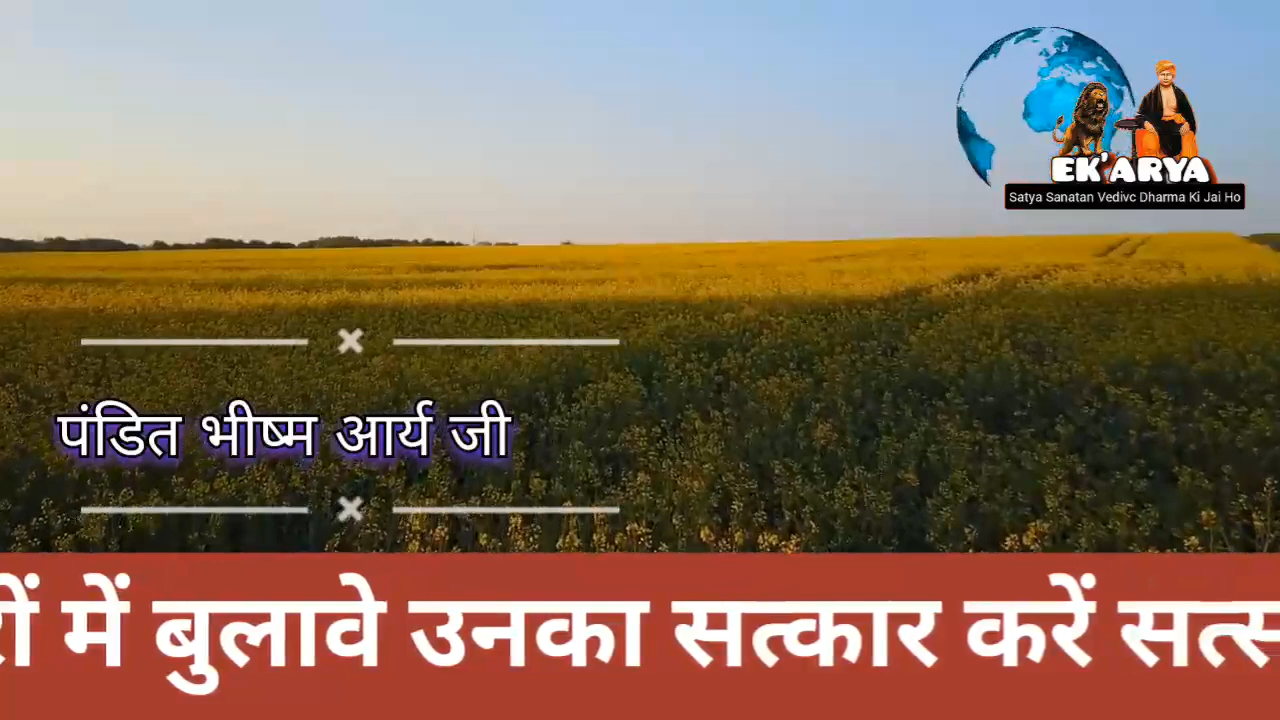 EK'ARYA
Satya Sanatan Vedivc Dharma Ki Jai Ho
पंडित भीष्म आर्य जी
में बुलावे उनका सत्कार करें